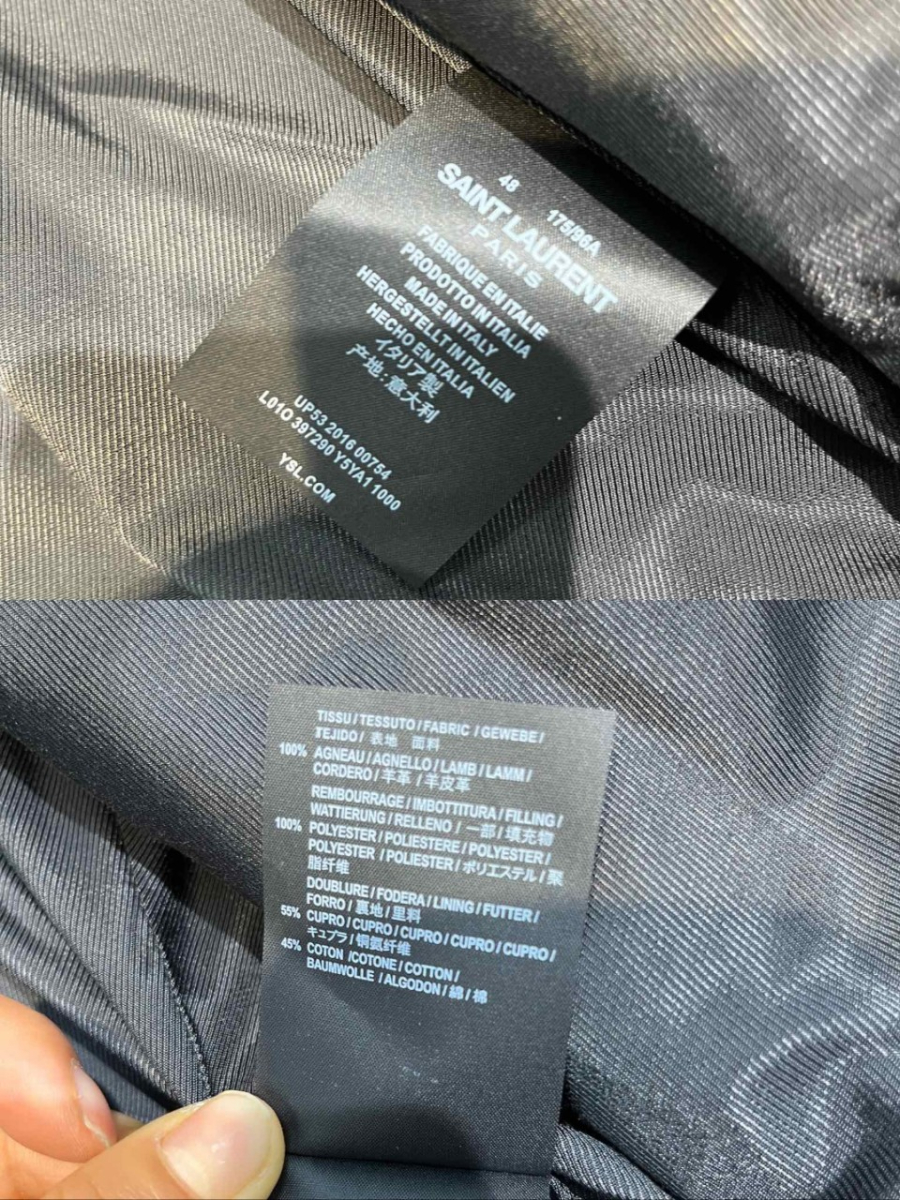 48 175/96A
SAINT LAURENT
PARIS
FABRIQUE EN ITALIE
PRODOTTO IN ITALIA
MADE IN ITALY
HERGESTELLT IN ITALIEN
HECHO EN ITALIA
イタリア製
产地:意大利
UP53 2016 00754
L01O 397290 Y5YA1 1000
YSL.COM
TISSU / TESSUTO / FABRIC / GEWEBE /
TEJIDO / 表地 面料
100% AGNEAU / AGNELLO / LAMB / LAMM /
CORDERO / 羊革 / 羊皮革
REMBOURRAGE / IMBOTTITURA / FILLING /
WATTIERUNG / RELLENO / 一部 / 填充物
100% POLYESTER / POLIESTERE / POLYESTER /
POLYESTER / POLIESTER / ポリエステル / 聚
脂纤维
DOUBLURE / FODERA / LINING / FUTTER /
FORRO / 裏地 / 里料
55% CUPRO / CUPRO / CUPRO / CUPRO / CUPRO /
キュプラ / 铜氨纤维
45% COTON / COTONE / COTTON /
BAUMWOLLE / ALGODON / 綿 / 棉